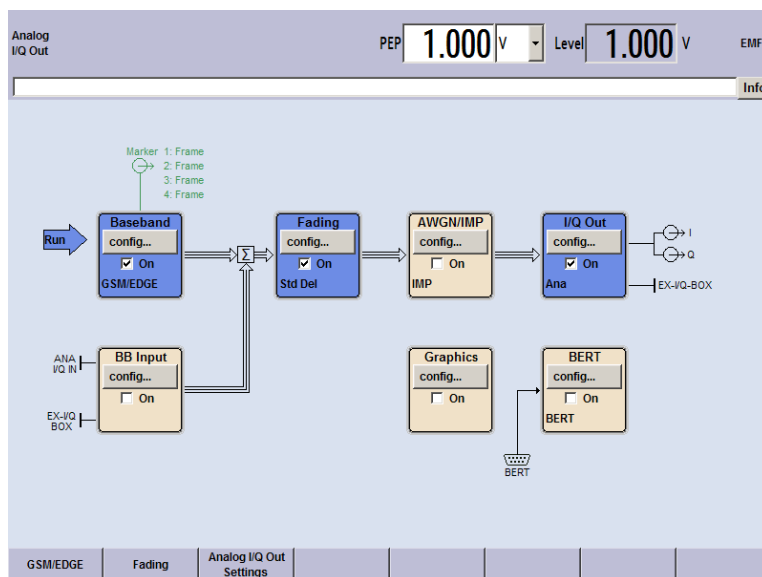 Analog
I/Q Out
PEP 1.000 V Level 1.000 V EMF
Info
Marker 1: Frame
2: Frame
3: Frame
4: Frame
Run
Baseband
config...
On
GSM/EDGE
Σ
Fading
config...
On
Std Del
AWGN/IMP
config...
On
IMP
I/Q Out
config...
On
Ana
I
Q
EX-I/Q-BOX
ANA
I/Q IN
EX-I/Q
BOX
BB Input
config...
On
Graphics
config...
On
BERT
config...
On
BERT
BERT
GSM/EDGE
Fading
Analog I/Q Out
Settings